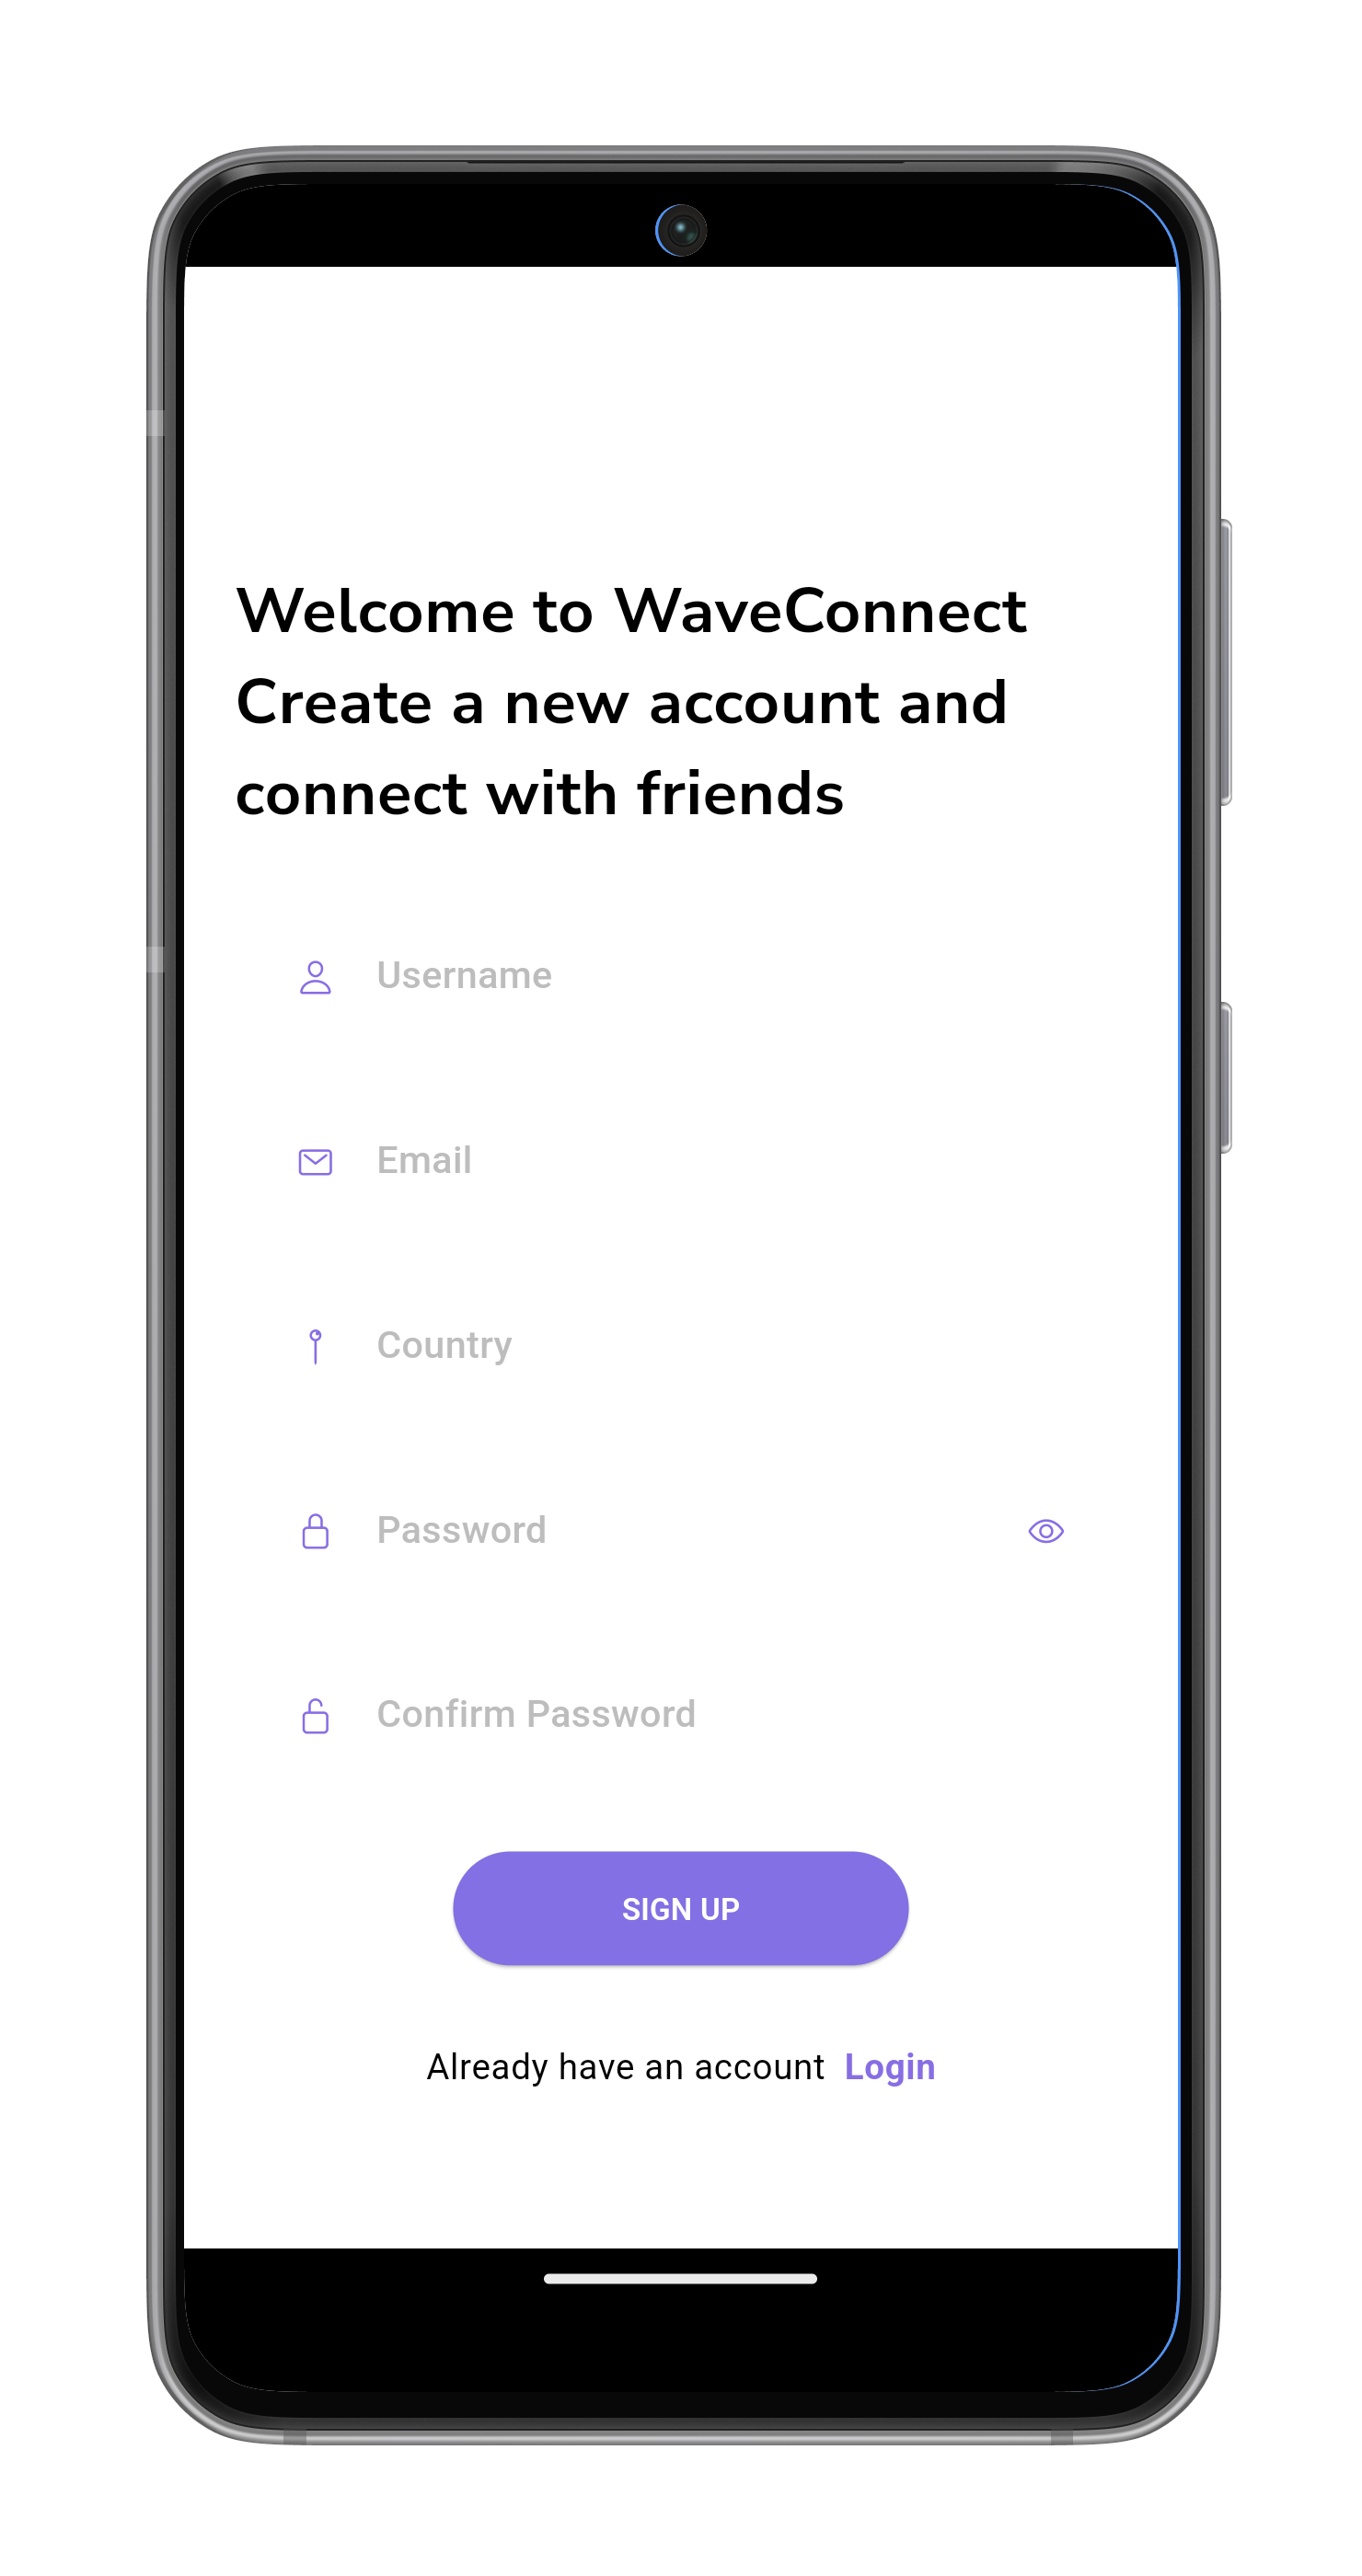 Welcome to WaveConnect
Create a new account and
connect with friends
Username
Email
Country
Password
Confirm Password
SIGN UP
Already have an account Login